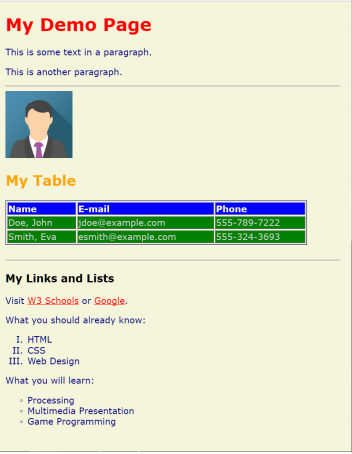 My Demo Page
This is some text in a paragraph.
This is another paragraph.
My Table
Name E-mail Phone
Doe, John jdoe@example.com 555-789-7222
Smith, Eva esmith@example.com 555-324-3693
My Links and Lists
Visit W3 Schools or Google.
What you should already know:
I. HTML
II. CSS
III. Web Design
What you will learn:
◦ Processing
◦ Multimedia Presentation
◦ Game Programming